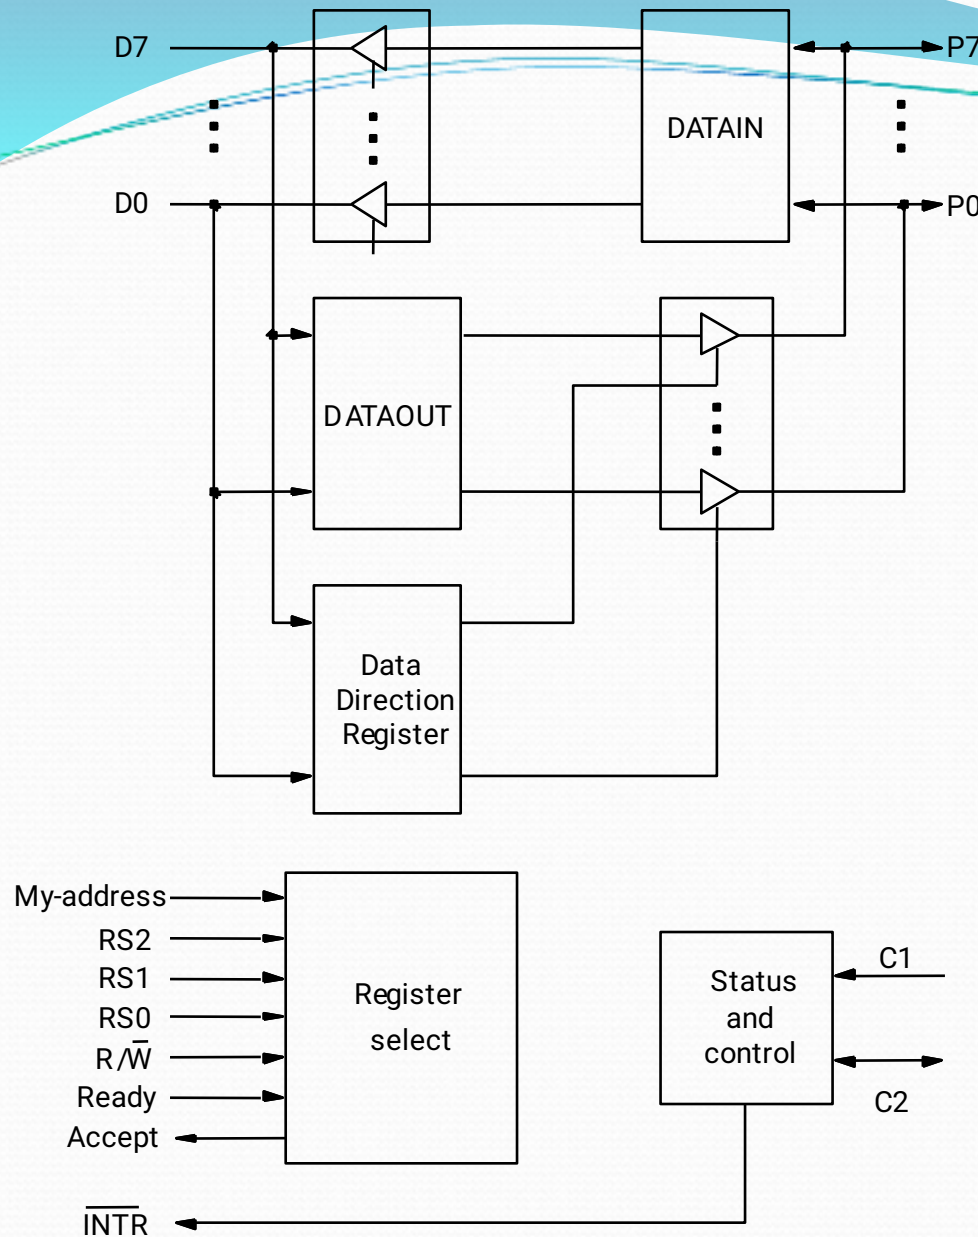 D7
P7
DATAIN
D0
P0
DATAOUT
Data
Direction
Register
My-address
RS2
RS1
RS0
R/W̅
Ready
Accept
Register
select
Status
and
control
C1
C2
I̅N̅T̅R̅